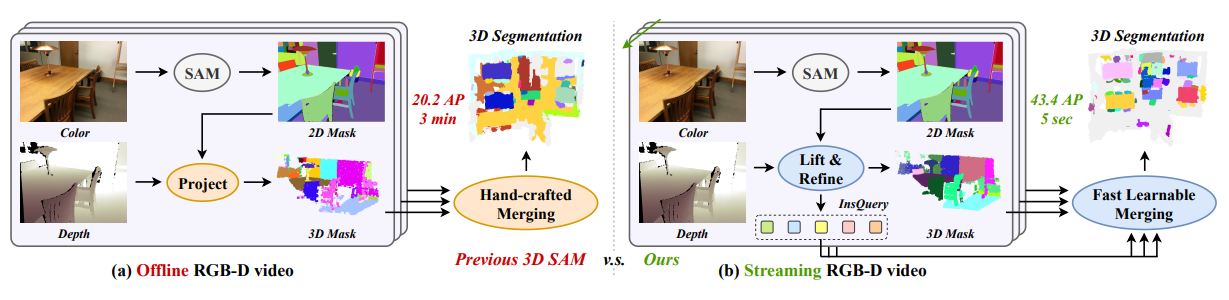 SAM
Color
2D Mask
Project
Depth
3D Mask
3D Segmentation
20.2 AP
3 min
Hand-crafted
Merging
(a) Offline RGB-D video
Previous 3D SAM v.s. Ours
SAM
Color
2D Mask
Lift &
Refine
InsQuery
Depth
3D Mask
3D Segmentation
43.4 AP
5 sec
Fast Learnable
Merging
(b) Streaming RGB-D video